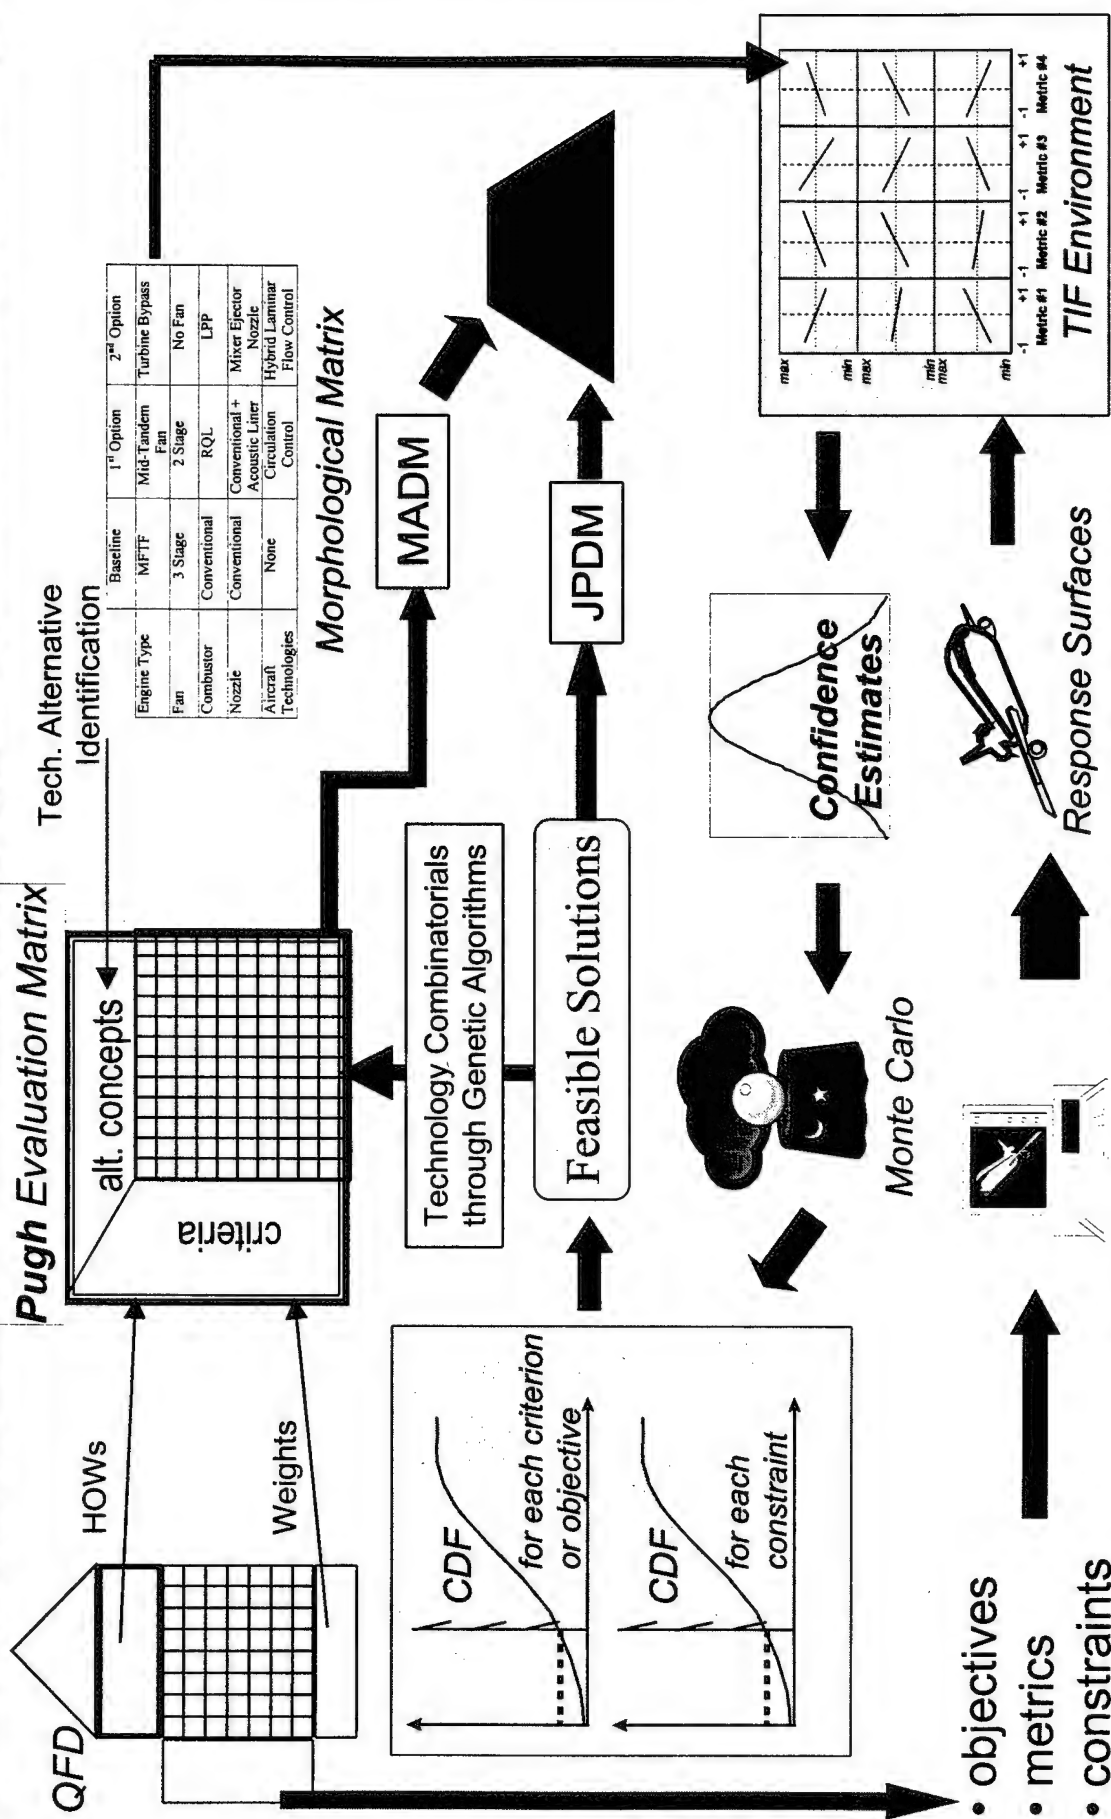 QFD
HOWs
Weights
Pugh Evaluation Matrix
alt. concepts
criteria
Tech. Alternative
Identification
Baseline 1st Option 2nd Option
Engine Type MFTF Mid-Tandem Fan Turbine Bypass
Fan 3 Stage 2 Stage No Fan
Combustor Conventional RQL LPP
Nozzle Conventional Conventional + Acoustic Liner Mixer Ejector Nozzle
Aircraft Technologies None Circulation Control Hybrid Laminar Flow Control
Morphological Matrix
MADM
Technology Combinatorials
through Genetic Algorithms
CDF
for each criterion
or objective
CDF
for each
constraint
Feasible Solutions
JPDM
Monte Carlo
Confidence
Estimates
max
min
max
min
max
min
-1 +1 -1 +1 -1 +1 -1 +1
Metric #1 Metric #2 Metric #3 Metric #4
TIF Environment
• objectives
• metrics
• constraints
Response Surfaces